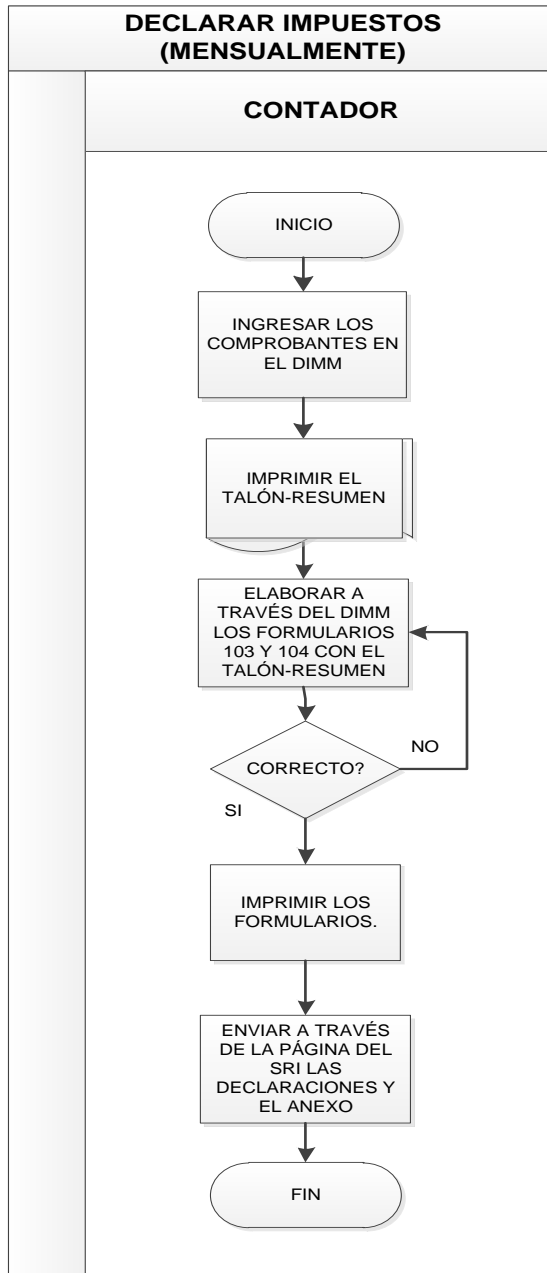 DECLARAR IMPUESTOS
(MENSUALMENTE)
CONTADOR
INICIO
INGRESAR LOS
COMPROBANTES EN
EL DIMM
IMPRIMIR EL
TALÓN-RESUMEN
ELABORAR A
TRAVÉS DEL DIMM
LOS FORMULARIOS
103 Y 104 CON EL
TALÓN-RESUMEN
CORRECTO?
NO
SI
IMPRIMIR LOS
FORMULARIOS.
ENVIAR A TRAVÉS
DE LA PÁGINA DEL
SRI LAS
DECLARACIONES Y
EL ANEXO
FIN